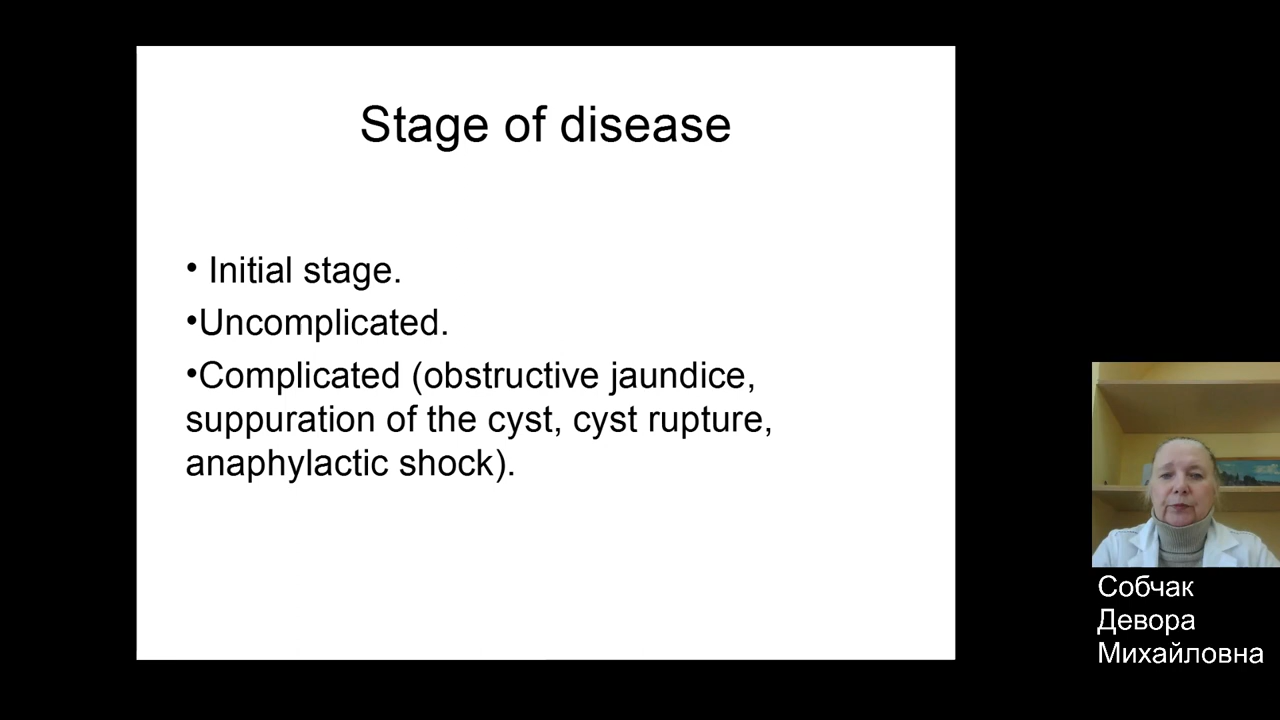 Stage of disease
• Initial stage.
•Uncomplicated.
•Complicated (obstructive jaundice,
suppuration of the cyst, cyst rupture,
anaphylactic shock).
Собчак
Девора
Михайловна